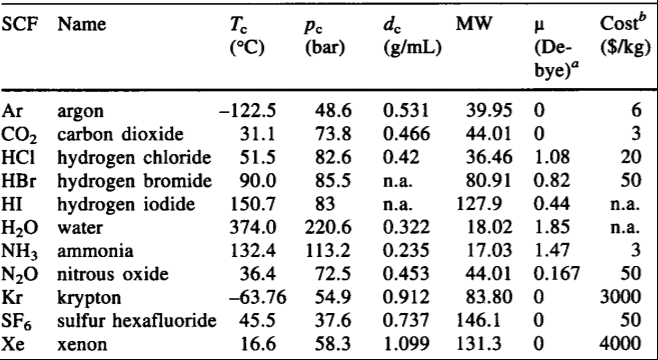 SCF Name T_c p_c d_c MW μ Cost^b
(°C) (bar) (g/mL) (De- ($/kg)
bye)^a
Ar argon −122.5 48.6 0.531 39.95 0 6
CO₂ carbon dioxide 31.1 73.8 0.466 44.01 0 3
HCl hydrogen chloride 51.5 82.6 0.42 36.46 1.08 20
HBr hydrogen bromide 90.0 85.5 n.a. 80.91 0.82 50
HI hydrogen iodide 150.7 83 n.a. 127.9 0.44 n.a.
H₂O water 374.0 220.6 0.322 18.02 1.85 n.a.
NH₃ ammonia 132.4 113.2 0.235 17.03 1.47 3
N₂O nitrous oxide 36.4 72.5 0.453 44.01 0.167 50
Kr krypton −63.76 54.9 0.912 83.80 0 3000
SF₆ sulfur hexafluoride 45.5 37.6 0.737 146.1 0 50
Xe xenon 16.6 58.3 1.099 131.3 0 4000